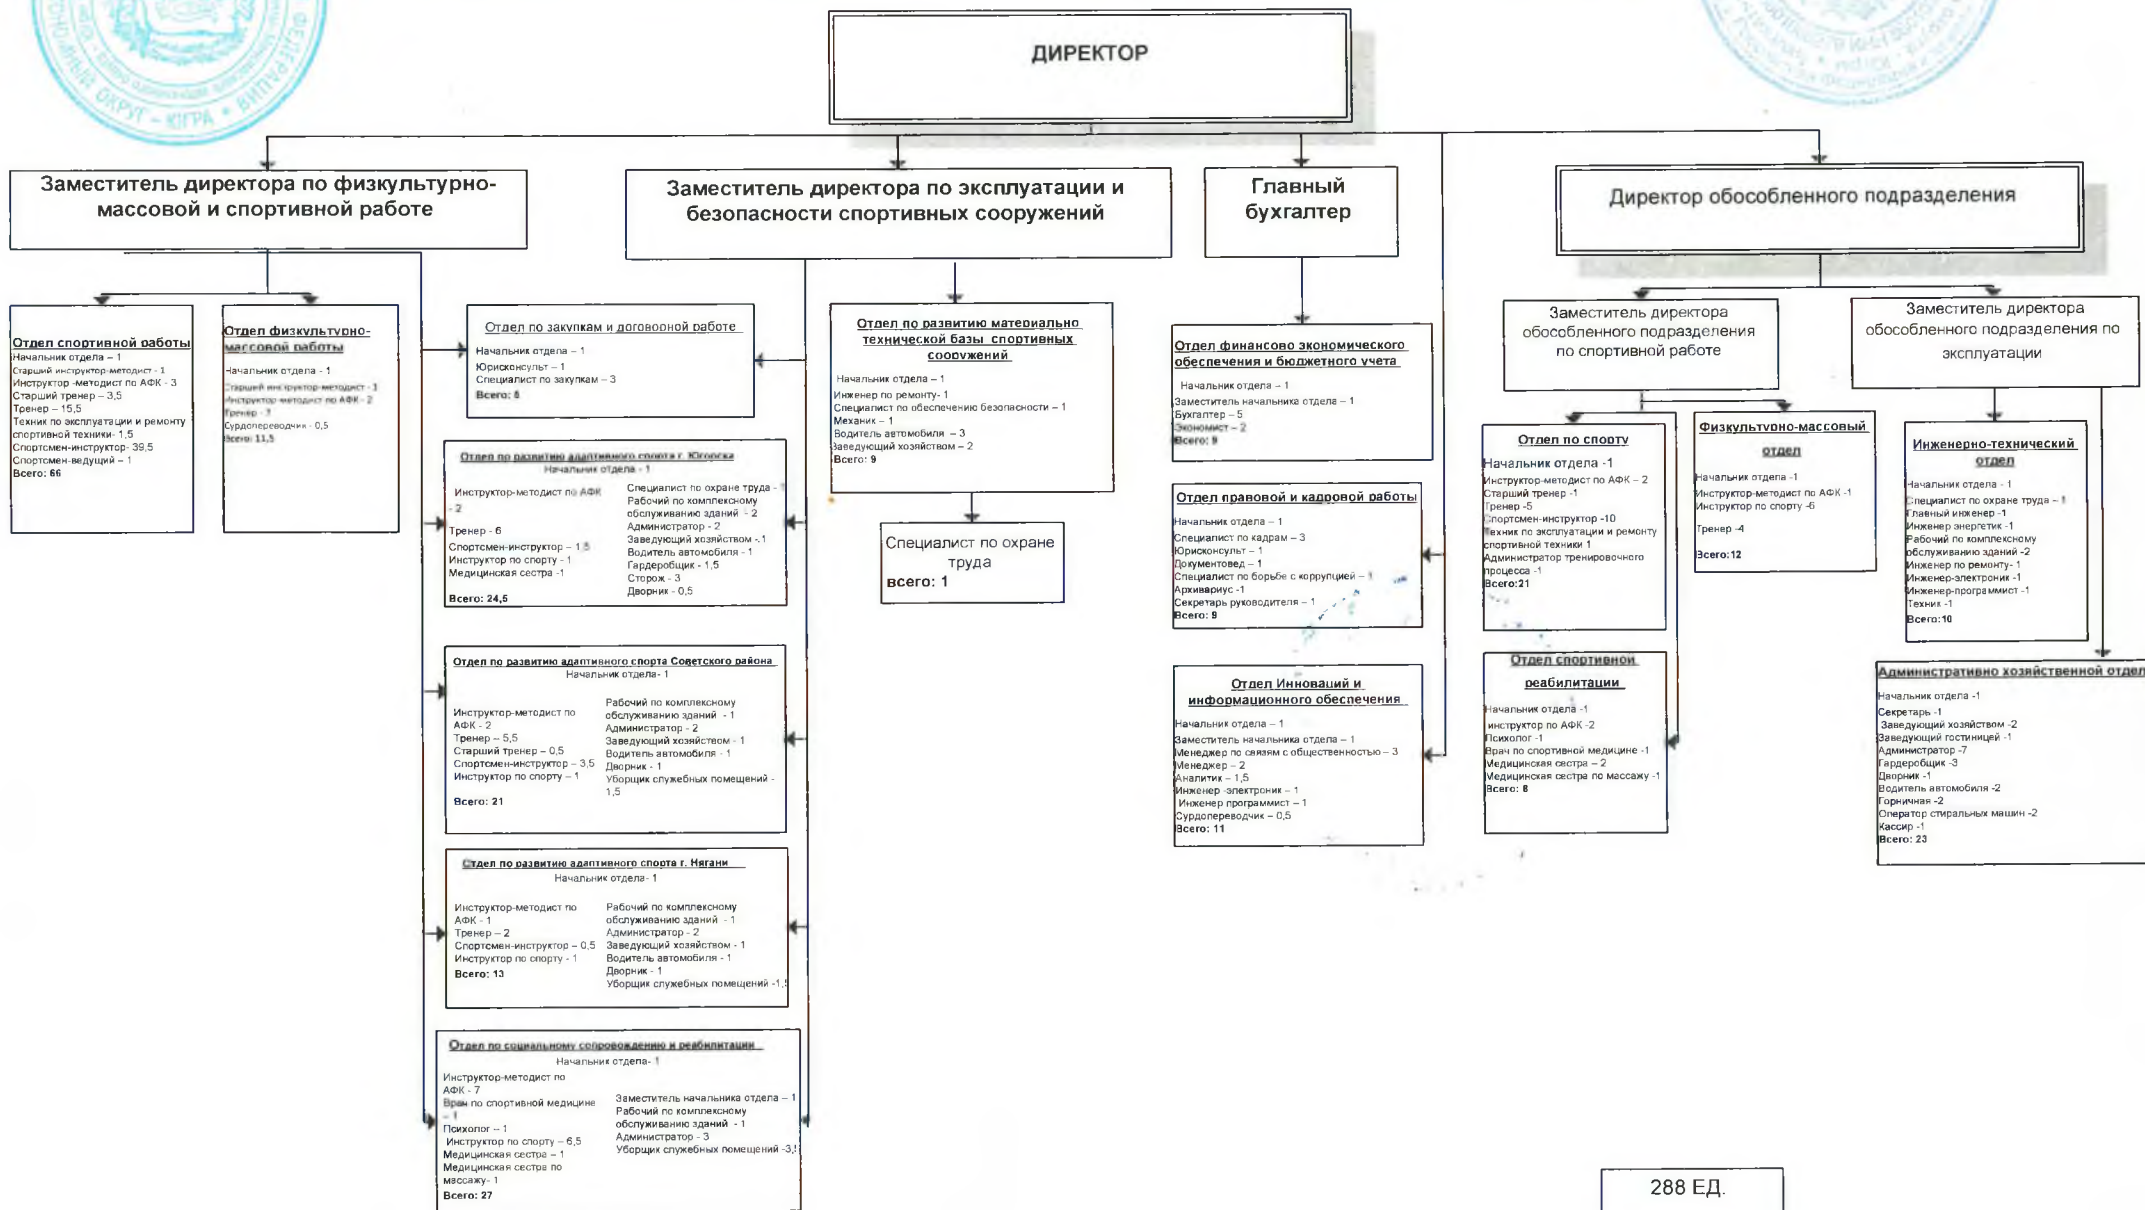 ОКРУГ – ЮГРА
ДИРЕКТОР
Заместитель директора по физкультурно-
массовой и спортивной работе
Заместитель директора по эксплуатации и
безопасности спортивных сооружений
Главный
бухгалтер
Директор обособленного подразделения
Отдел спортивной работы
Начальник отдела – 1
Старший инструктор-методист - 1
Инструктор -методист по АФК - 3
Старший тренер – 3,5
Тренер – 15,5
Техник по эксплуатации и ремонту
спортивной техники- 1,5
Спортсмен-инструктор- 39,5
Спортсмен-ведущий – 1
Всего: 66
Отдел физкультурно-
массовой работы
Начальник отдела - 1
Старший инструктор-методист - 1
Инструктор-методист по АФК - 2
Тренер - 7
Сурдопереводчик - 0,5
Всего: 11,5
Отдел по закупкам и договорной работе
Начальник отдела – 1
Юрисконсульт – 1
Специалист по закупкам – 3
Всего:
Отдел по развитию адаптивного спорта г. Югорска
Начальник отдела - 1
Инструктор-методист по АФК
- 2
Тренер – 6
Спортсмен-инструктор – 1,5
Инструктор по спорту – 1
Медицинская сестра -1
Всего: 24,5
Специалист по охране труда -
Рабочий по комплексному
обслуживанию зданий - 2
Администратор - 2
Заведующий хозяйством -.1
Водитель автомобиля - 1
Гардеробщик - 1,5
Сторож - 3
Дворник - 0,5
Отдел по развитию адаптивного спорта Советского района
Начальник отдела- 1
Инструктор-методист по
АФК – 2
Тренер – 5,5
Старший тренер – 0,5
Спортсмен-инструктор – 3,5
Инструктор по спорту – 1
Всего: 21
Рабочий по комплексному
обслуживанию зданий - 1
Администратор - 2
Заведующий хозяйством - 1
Водитель автомобиля - 1
Дворник - 1
Уборщик служебных помещений -
1,5
Отдел по развитию адаптивного спорта г. Нягани
Начальник отдела- 1
Инструктор-методист по
АФК - 1
Тренер – 2
Спортсмен-инструктор – 0,5
Инструктор по спорту - 1
Всего: 13
Рабочий по комплексному
обслуживанию зданий - 1
Администратор - 2
Заведующий хозяйством - 1
Водитель автомобиля - 1
Дворник - 1
Уборщик служебных помещений -1,5
Отдел по социальному сопровождению и реабилитации
Начальник отдела- 1
Инструктор-методист по
АФК - 7
Врач по спортивной медицине
– 1
Психолог – 1
Инструктор по спорту – 6,5
Медицинская сестра – 1
Медицинская сестра по
массажу- 1
Всего: 27
Заместитель начальника отдела – 1
Рабочий по комплексному
обслуживанию зданий - 1
Администратор - 3
Уборщик служебных помещений -3,
Отдел по развитию материально
технической базы спортивных
сооружений
Начальник отдела – 1
Инженер по ремонту- 1
Специалист по обеспечению безопасности – 1
Механик – 1
Водитель автомобиля – 3
Заведующий хозяйством – 2
Всего: 9
Специалист по охране
труда
всего: 1
Отдел финансово экономического
обеспечения и бюджетного учета
Начальник отдела – 1
Заместитель начальника отдела – 1
Бухгалтер – 5
Экономист – 2
Всего: 9
Отдел правовой и кадровой работы
Начальник отдела – 1
Специалист по кадрам – 3
Юрисконсульт – 1
Документовед – 1
Специалист по борьбе с коррупцией – 1
Архивариус -1
Секретарь руководителя – 1
Всего: 9
Отдел Инноваций и
информационного обеспечения
Начальник отдела – 1
Заместитель начальника отдела – 1
Менеджер по связям с общественностью – 3
Менеджер – 2
Аналитик – 1,5
Инженер -электроник – 1
Инженер программист – 1
Сурдопереводчик – 0,5
Всего: 11
Заместитель директора
обособленного подразделения
по спортивной работе
Заместитель директора
обособленного подразделения по
эксплуатации
Отдел по спорту
Начальник отдела -1
Инструктор-методист по АФК – 2
Старший тренер -1
Тренер -5
Спортсмен-инструктор -10
Техник по эксплуатации и ремонту
спортивной техники 1
Администратор тренировочного
процесса -1
Всего:21
Физкультурно-массовый
отдел
Начальник отдела -1
Инструктор-методист по АФК -1
Инструктор по спорту -6
Тренер -4
Всего:12
Инженерно-технический
отдел
Начальник отдела -1
Специалист по охране труда – 1
Главный инженер -1
Инженер энергетик -1
Рабочий по комплексному
обслуживанию зданий -2
Инженер по ремонту- 1
Инженер-электроник -1
Инженер-программист -1
Техник -1
Всего:10
Отдел спортивной
реабилитации
Начальник отдела -1
инструктор по АФК -2
Психолог -1
Врач по спортивной медицине -1
Медицинская сестра – 2
Медицинская сестра по массажу -1
Всего: 8
Административно хозяйственной отдел
Начальник отдела -1
Секретарь -1
Заведующий хозяйством -2
Заведующий гостиницей -1
Администратор -7
Гардеробщик -3
Дворник -1
Водитель автомобиля -2
Горничная -2
Оператор стиральных машин -2
Кассир -1
Всего: 23
288 ЕД.